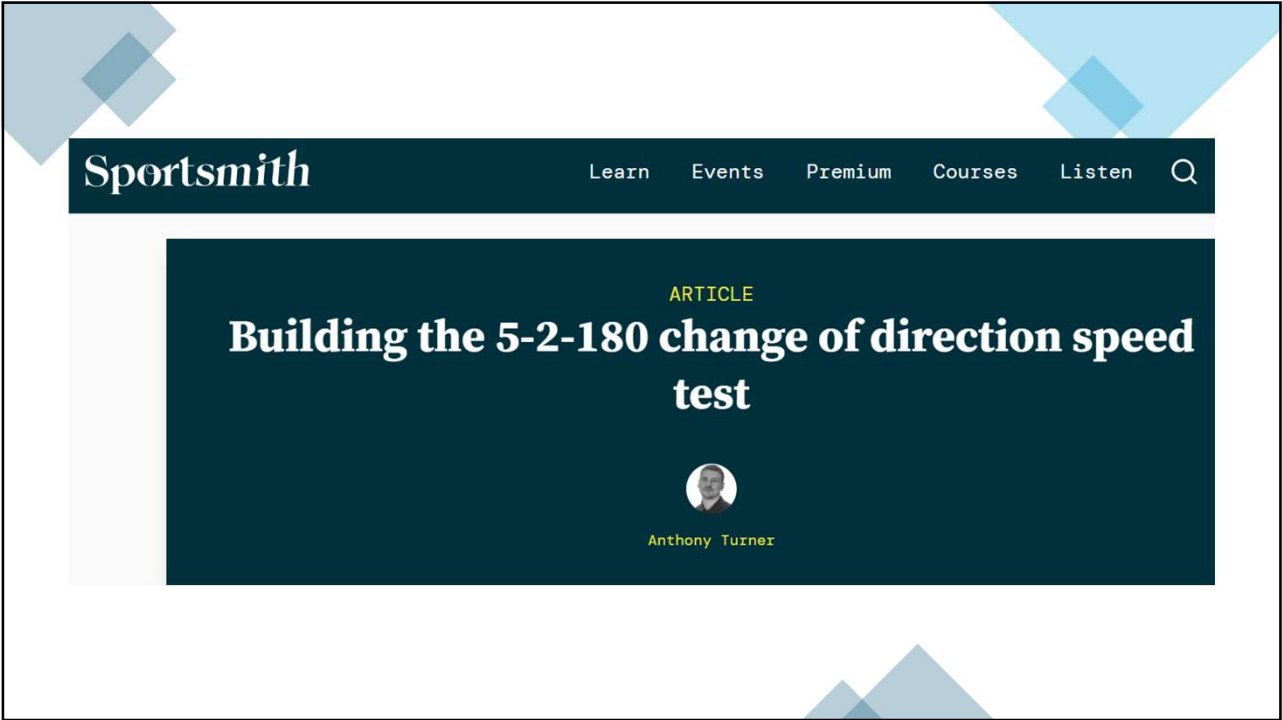 Sportsmith
Learn Events Premium Courses Listen
ARTICLE
Building the 5-2-180 change of direction speed
test
Anthony Turner